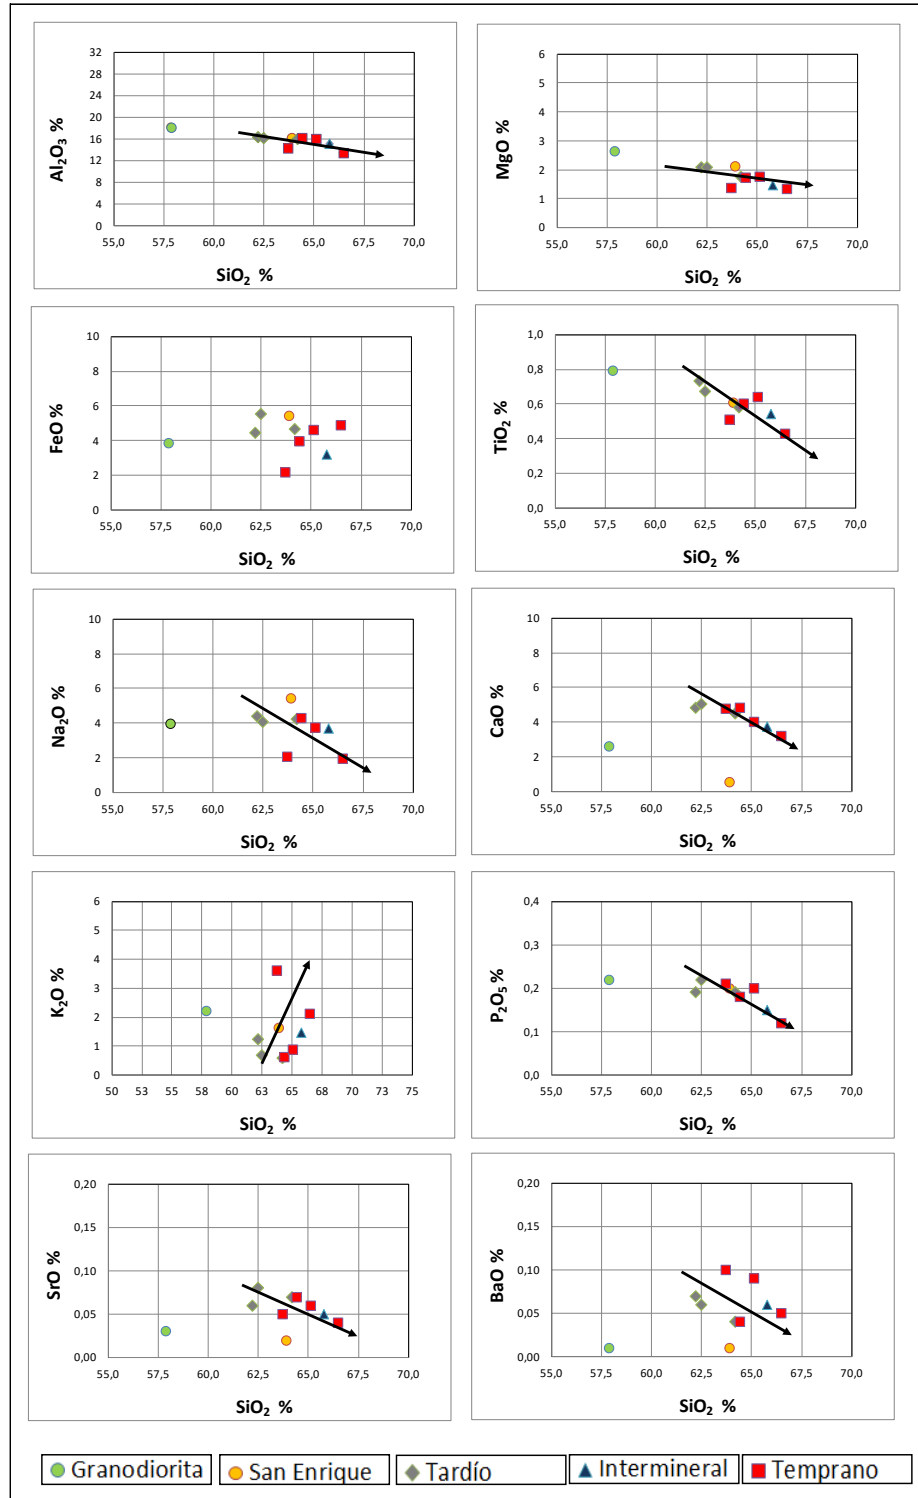 32
28
24
20
16
12
8
4
0
Al₂O₃ %
55,0 57,5 60,0 62,5 65,0 67,5 70,0
SiO₂ %
6
5
4
3
2
1
0
MgO %
55,0 57,5 60,0 62,5 65,0 67,5 70,0
SiO₂ %
10
8
6
4
2
0
FeO %
55,0 57,5 60,0 62,5 65,0 67,5 70,0
SiO₂ %
1,0
0,8
0,6
0,4
0,2
0,0
TiO₂ %
55,0 57,5 60,0 62,5 65,0 67,5 70,0
SiO₂ %
10
8
6
4
2
0
Na₂O %
55,0 57,5 60,0 62,5 65,0 67,5 70,0
SiO₂ %
10
8
6
4
2
0
CaO %
55,0 57,5 60,0 62,5 65,0 67,5 70,0
SiO₂ %
6
5
4
3
2
1
0
K₂O %
50 53 55 58 60 63 65 68 70 73 75
SiO₂ %
0,4
0,3
0,2
0,1
0,0
P₂O₅ %
55,0 57,5 60,0 62,5 65,0 67,5 70,0
SiO₂ %
0,20
0,15
0,10
0,05
0,00
SrO %
55,0 57,5 60,0 62,5 65,0 67,5 70,0
SiO₂ %
0,20
0,15
0,10
0,05
0,00
BaO %
55,0 57,5 60,0 62,5 65,0 67,5 70,0
SiO₂ %
Granodiorita San Enrique Tardío Intermineral Temprano